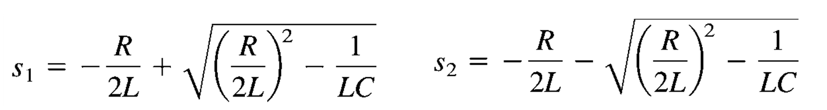 s₁ = −R/2L + √((R/2L)² − 1/LC) s₂ = −R/2L − √((R/2L)² − 1/LC)